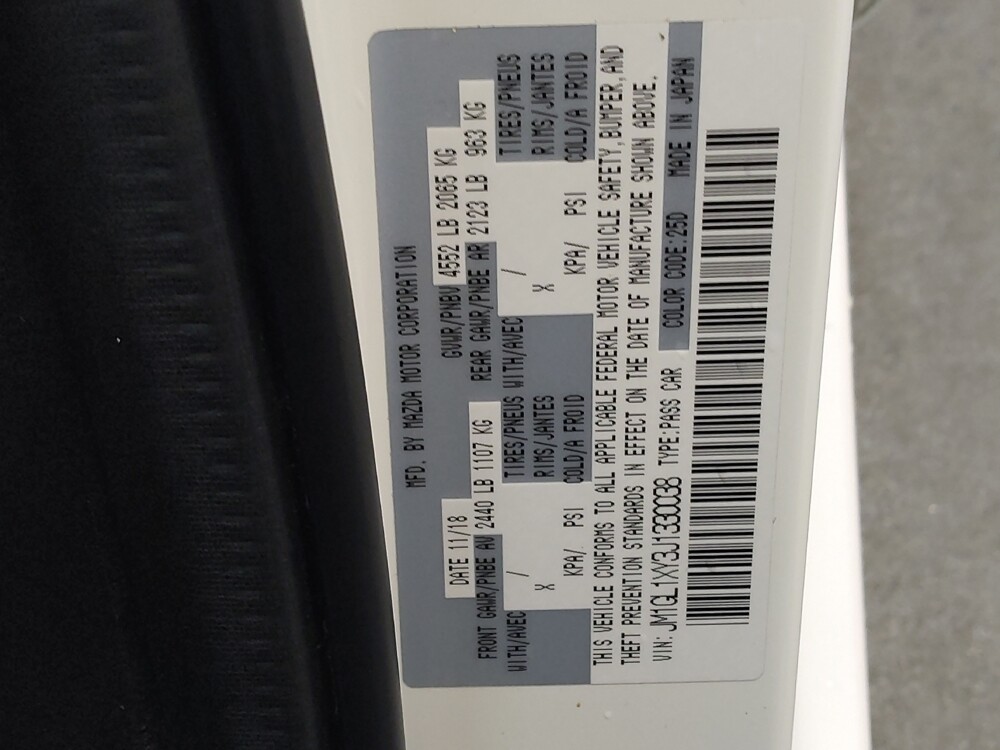 MFD. BY MAZDA MOTOR CORPORATION
DATE 11/18 GVWR/PNBV 4552 LB 2065 KG
FRONT GAWR/PNBE AV 2440 LB 1107 KG REAR GAWR/PNBE AR 2123 LB 963 KG
WITH/AVEC / TIRES/PNEUS WITH/AVEC / TIRES/PNEUS
X RIMS/JANTES X RIMS/JANTES
KPA/ PSI COLD/A FROID KPA/ PSI COLD/A FROID
THIS VEHICLE CONFORMS TO ALL APPLICABLE FEDERAL MOTOR VEHICLE SAFETY,BUMPER,AND
THEFT PREVENTION STANDARDS IN EFFECT ON THE DATE OF MANUFACTURE SHOWN ABOVE.
VIN: JM1GL1XY3J1330038 TYPE:PASS CAR COLOR CODE:25D MADE IN JAPAN